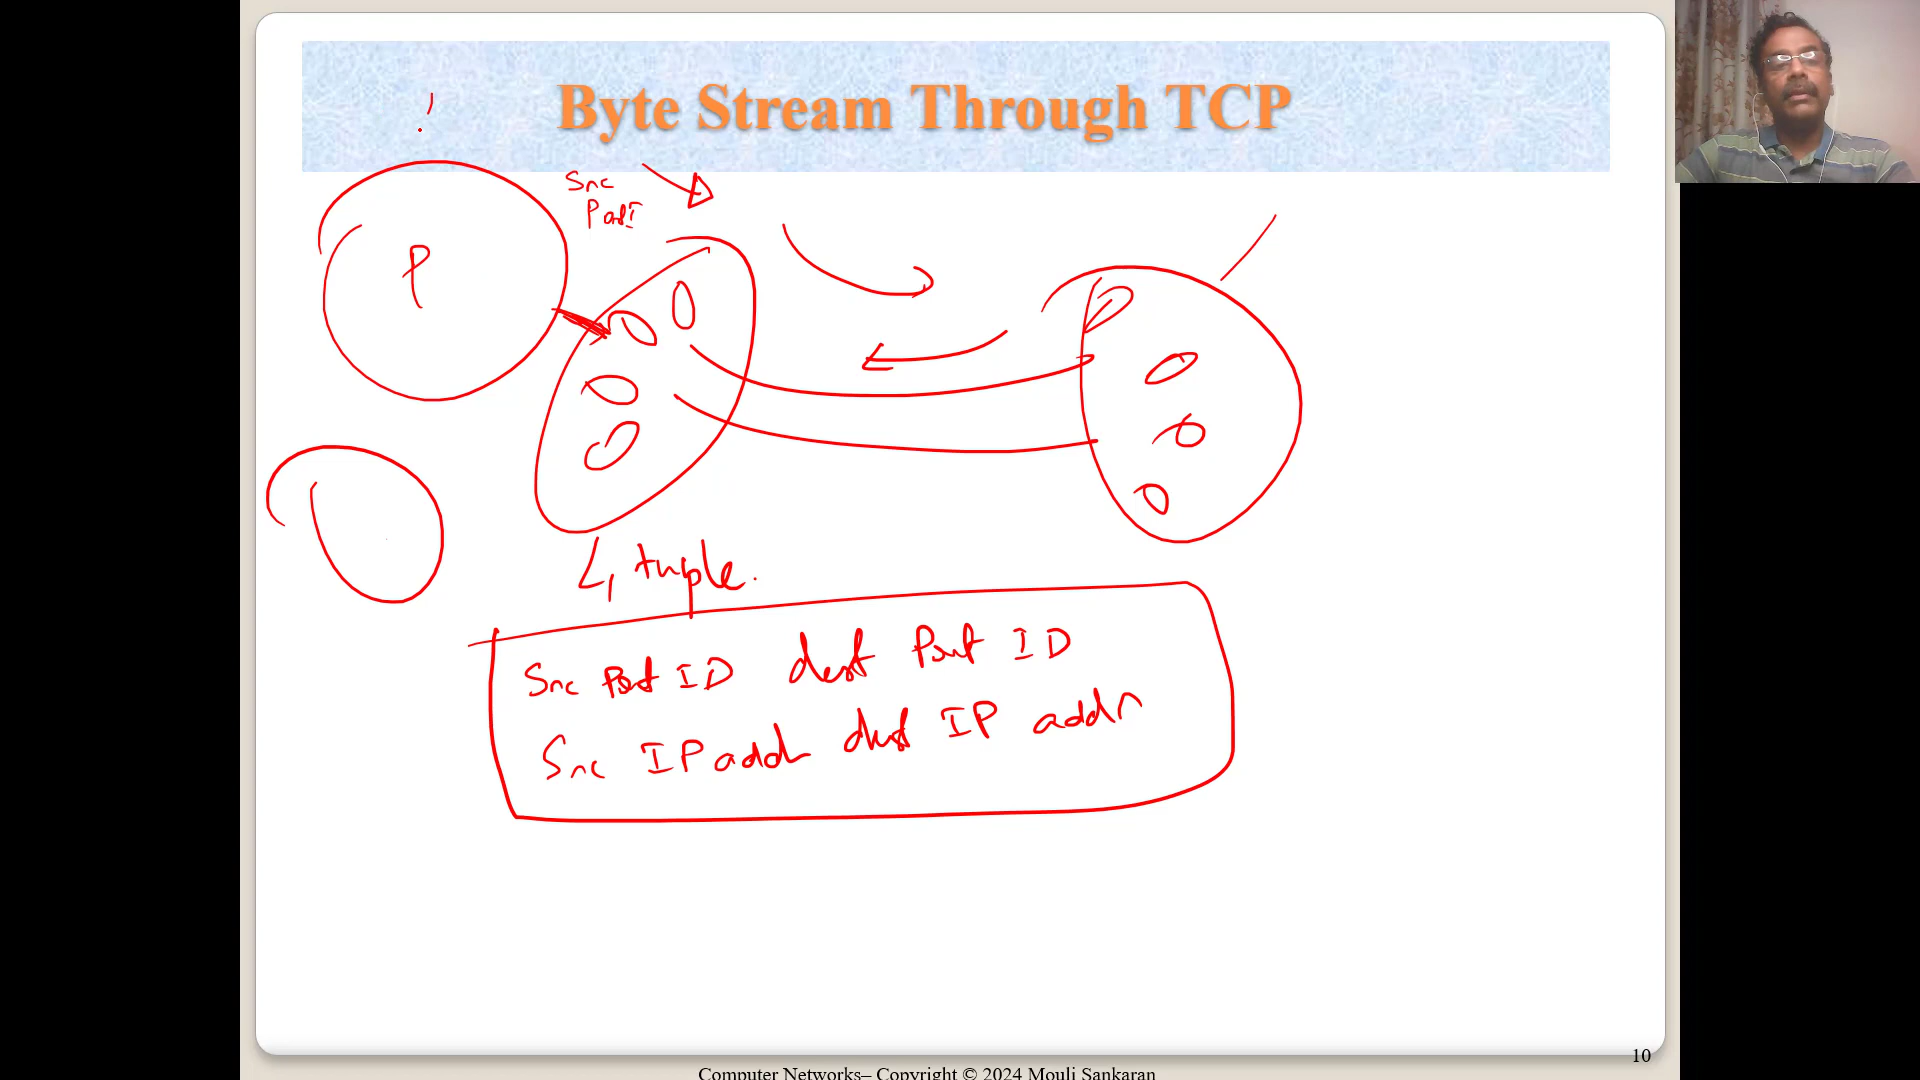 Byte Stream Through TCP
Src
Port
P
4 tuple.
Src Port ID dest Port ID
Src IP addr dest IP addr
10
Computer Networks– Copyright © 2024 Mouli Sankaran